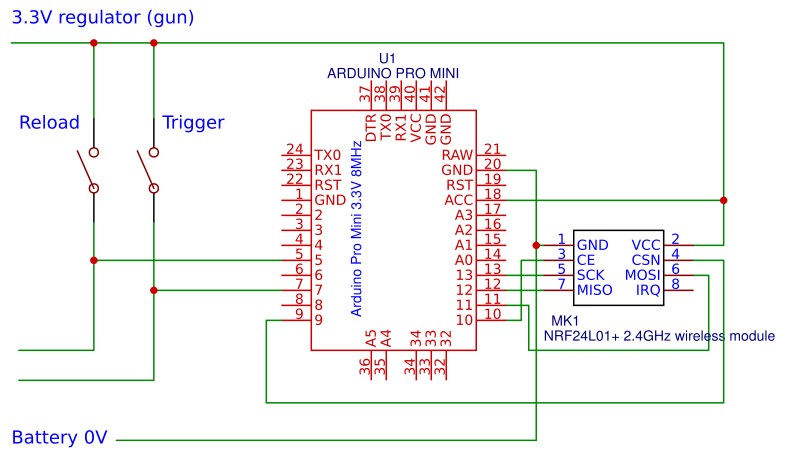 3.3V regulator (gun)
U1
ARDUINO PRO MINI
37 38 39 40 41 42
DTR TX0 RX1 VCC GND GND
Reload
Trigger
24 TX0 RAW 21
23 RX1 GND 20
22 RST RST 19
1 GND ACC 18
2 2 A3 17
3 3 A2 16
4 4 A1 15
5 5 A0 14
6 6 13 13
7 7 12 12
8 8 11 11
9 9 10 10
Arduino Pro Mini 3.3V 8MHz
A5 A4 34 33 32
36 35 34 33 32
1 GND VCC 2
3 CE CSN 4
5 SCK MOSI 6
7 MISO IRQ 8
MK1
NRF24L01+ 2.4GHz wireless module
Battery 0V